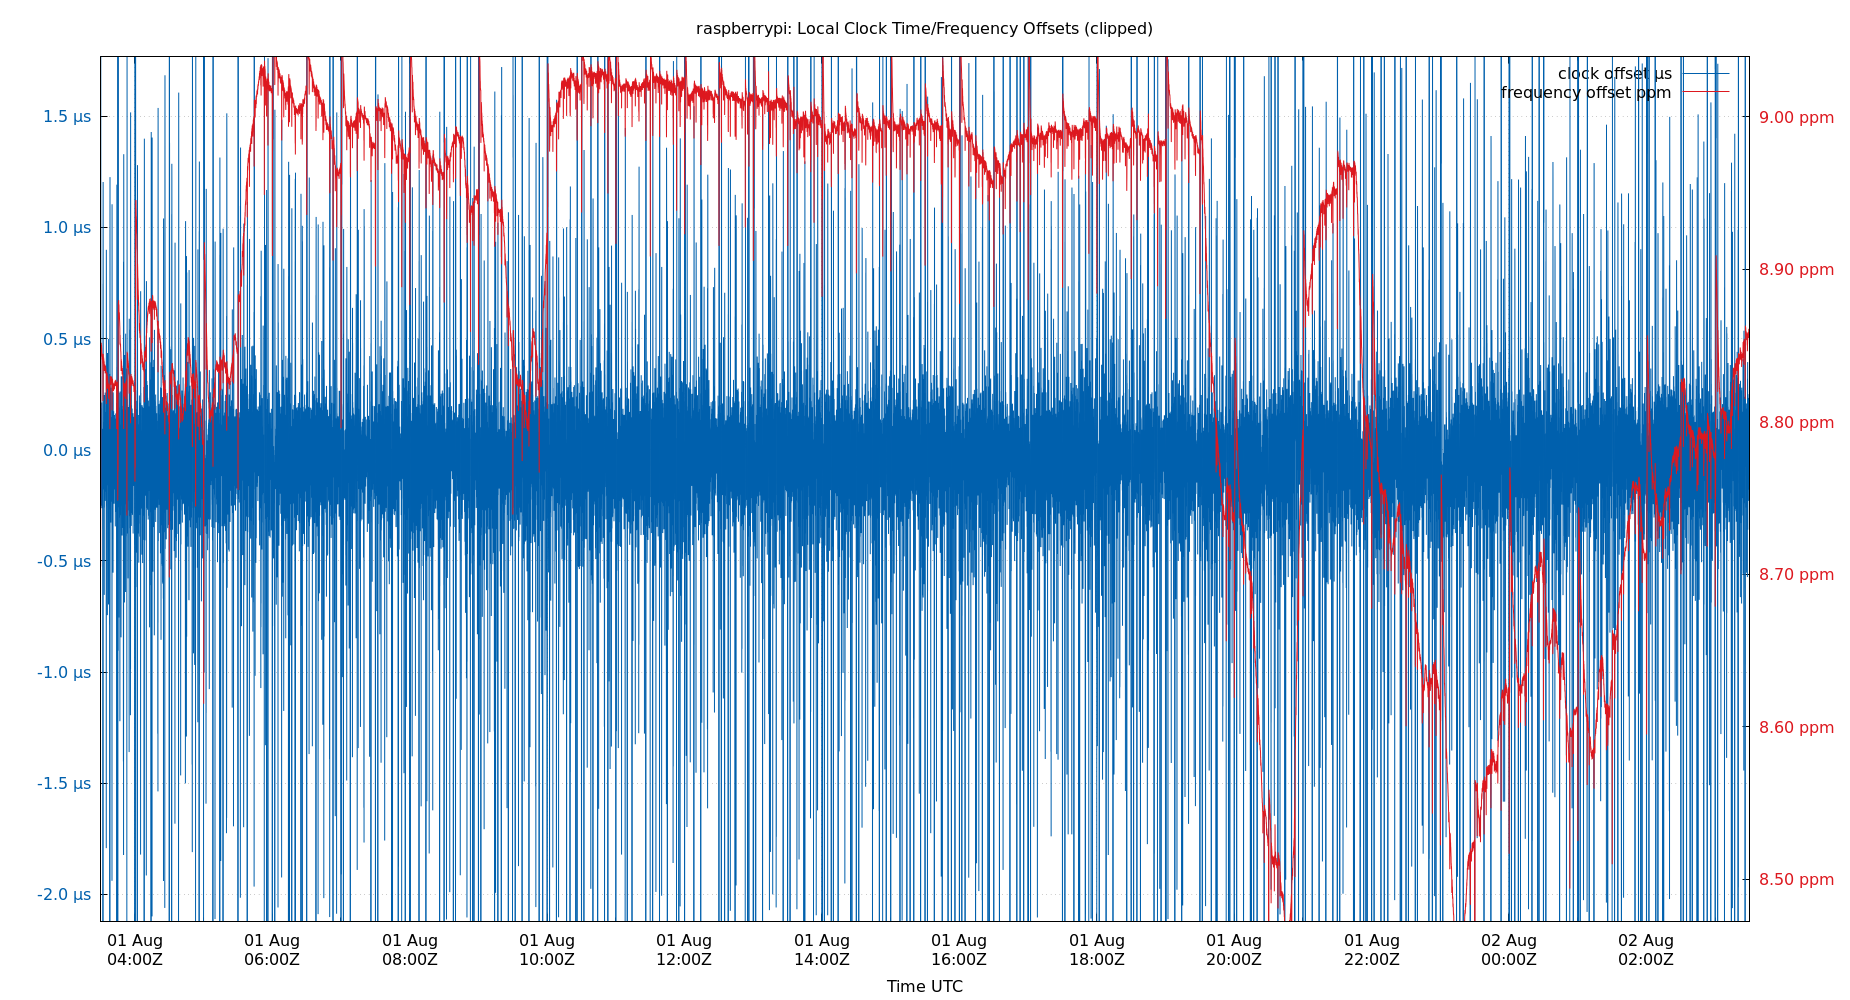 raspberrypi: Local Clock Time/Frequency Offsets (clipped)
clock offset µs
frequency offset ppm
1.5 µs
1.0 µs
0.5 µs
0.0 µs
-0.5 µs
-1.0 µs
-1.5 µs
-2.0 µs
9.00 ppm
8.90 ppm
8.80 ppm
8.70 ppm
8.60 ppm
8.50 ppm
01 Aug 01 Aug 01 Aug 01 Aug 01 Aug 01 Aug 01 Aug 01 Aug 01 Aug 01 Aug 02 Aug 02 Aug
04:00Z 06:00Z 08:00Z 10:00Z 12:00Z 14:00Z 16:00Z 18:00Z 20:00Z 22:00Z 00:00Z 02:00Z
Time UTC